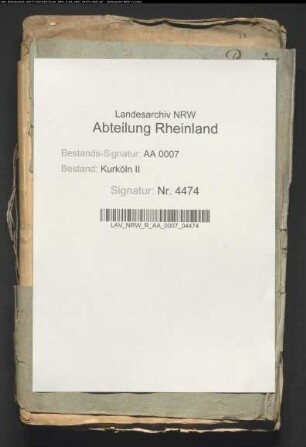 Landesarchiv NRW
Abteilung Rheinland
Bestands-Signatur: AA 0007
Bestand: Kurköln II
Signatur: Nr. 4474
LAV_NRW_R_AA_0007_04474